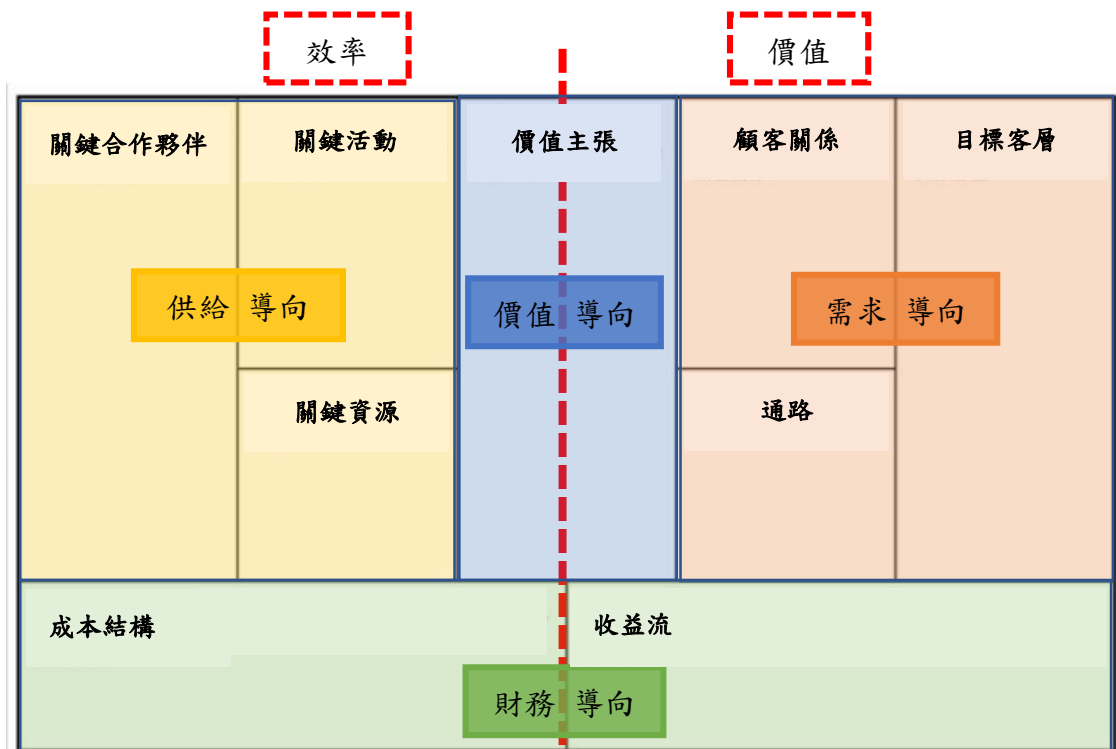 效率
價值
關鍵合作夥伴
關鍵活動
價值主張
顧客關係
目標客層
供給 導向
價值 導向
需求 導向
關鍵資源
通路
成本結構
收益流
財務 導向